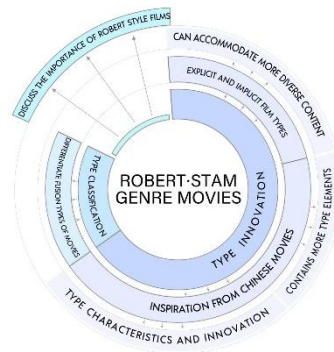 DISCUSS THE IMPORTANCE OF ROBERT STYLE FILMS
CAN ACCOMMODATE MORE DIVERSE CONTENT
EXPLICIT AND IMPLICIT FILM TYPES
DIFFERENTIATE FUSION TYPES OF MOVIES
TYPE CLASSIFICATION
ROBERT·STAM
GENRE MOVIES
TYPE INNOVATION
INSPIRATION FROM CHINESE MOVIES
CONTAINS MORE TYPE ELEMENTS
TYPE CHARACTERISTICS AND INNOVATION